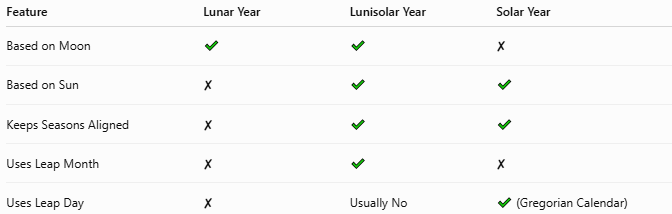 Feature Lunar Year Lunisolar Year Solar Year
Based on Moon ✔ ✔ ✗
Based on Sun ✗ ✔ ✔
Keeps Seasons Aligned ✗ ✔ ✔
Uses Leap Month ✗ ✔ ✗
Uses Leap Day ✗ Usually No ✔ (Gregorian Calendar)